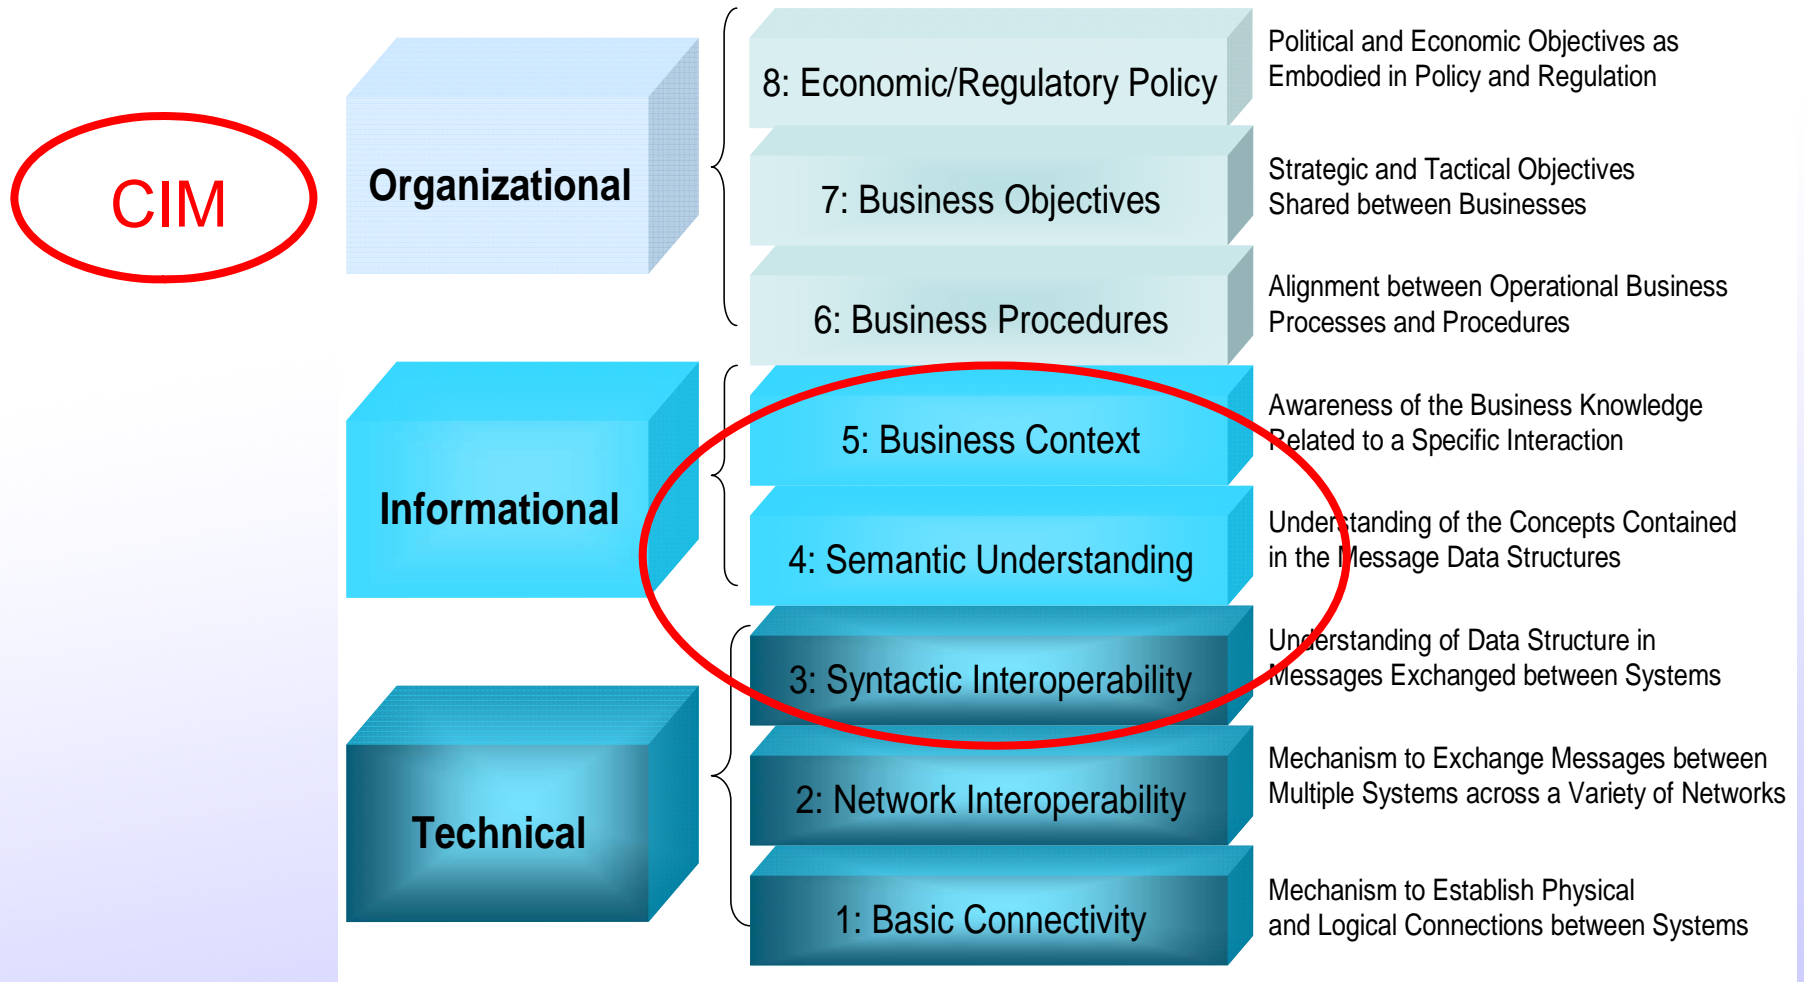 CIM
Organizational
8: Economic/Regulatory Policy
Political and Economic Objectives as
Embodied in Policy and Regulation
7: Business Objectives
Strategic and Tactical Objectives
Shared between Businesses
6: Business Procedures
Alignment between Operational Business
Processes and Procedures
Informational
5: Business Context
Awareness of the Business Knowledge
Related to a Specific Interaction
4: Semantic Understanding
Understanding of the Concepts Contained
in the Message Data Structures
Technical
3: Syntactic Interoperability
Understanding of Data Structure in
Messages Exchanged between Systems
2: Network Interoperability
Mechanism to Exchange Messages between
Multiple Systems across a Variety of Networks
1: Basic Connectivity
Mechanism to Establish Physical
and Logical Connections between Systems